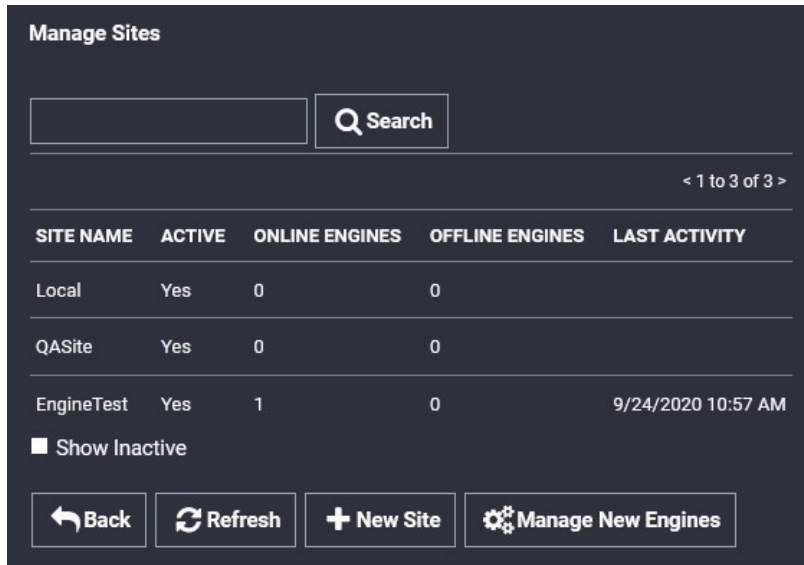 Manage Sites
Search
< 1 to 3 of 3 >
SITE NAME ACTIVE ONLINE ENGINES OFFLINE ENGINES LAST ACTIVITY
Local Yes 0 0
QASite Yes 0 0
EngineTest Yes 1 0 9/24/2020 10:57 AM
Show Inactive
Back Refresh New Site Manage New Engines